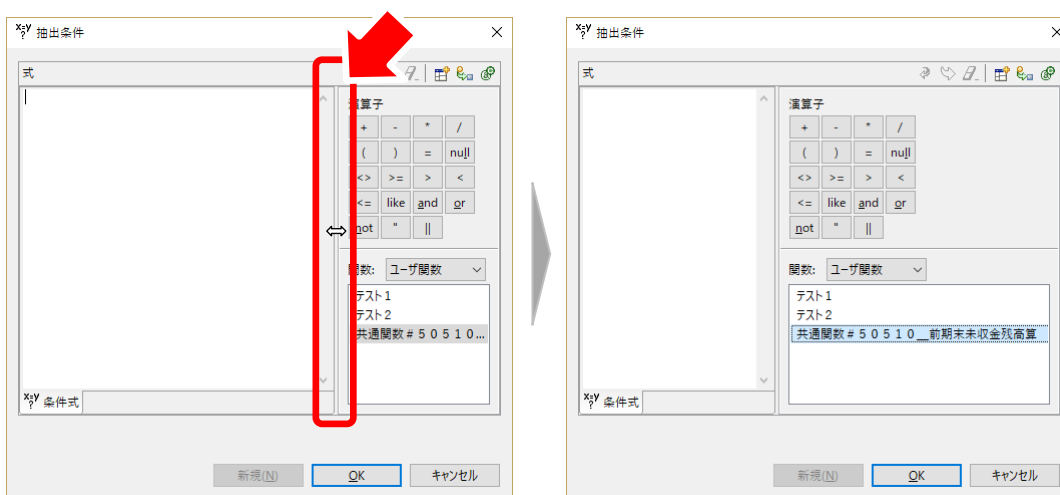 抽出条件
式
演算子
+ - * /
( ) = null
<> >= > <
<= like and or
not " ||
関数: ユーザ関数
テスト1
テスト2
共通関数#50510...
条件式
新規(N) OK キャンセル
抽出条件
式
演算子
+ - * /
( ) = null
<> >= > <
<= like and or
not " ||
関数: ユーザ関数
テスト1
テスト2
共通関数#50510__前期末未収金残高算
条件式
新規(N) OK キャンセル